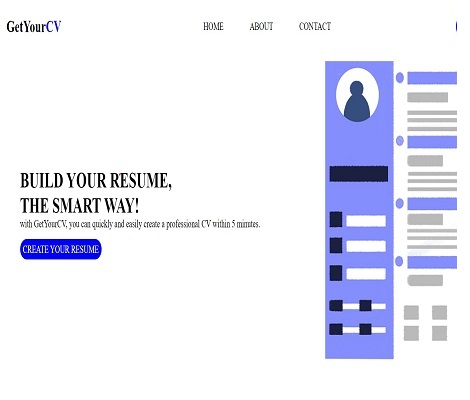 GetYourCV
HOME ABOUT CONTACT
BUILD YOUR RESUME,
THE SMART WAY!
with GetYourCV, you can quickly and easily create a professional CV within 5 minutes.
CREATE YOUR RESUME